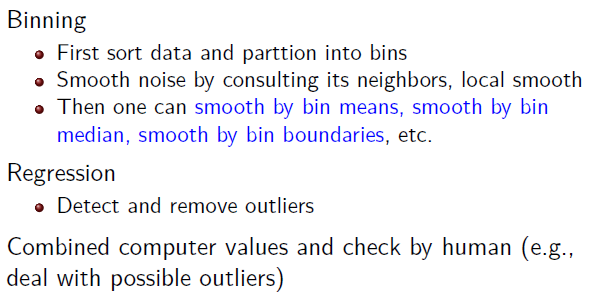 Binning
First sort data and parttion into bins
Smooth noise by consulting its neighbors, local smooth
Then one can smooth by bin means, smooth by bin
median, smooth by bin boundaries, etc.
Regression
Detect and remove outliers
Combined computer values and check by human (e.g.,
deal with possible outliers)